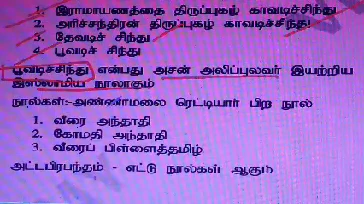 1. இராமாயணத்தை திருப்புகழ் காவடிச்சிந்து
2. அரிச்சந்திரன் திருப்புகழ் காவடிச்சிந்து
3. தேவடிச் சிந்து
4. பூவடிச் சிந்து
பூவடிச்சிந்து என்பது அசன் அலிப்புலவர் இயற்றிய
இஸ்லாமிய நூலாகும்
நூல்கள்:-அண்ணாமலை ரெட்டியார் பிற நூல்
1. வீரை அந்தாதி
2. கோமதி அந்தாதி
3. வீரைப் பிள்ளைத்தமிழ்
அட்டபிரபந்தம் - எட்டு நூல்கள் ஆகும்